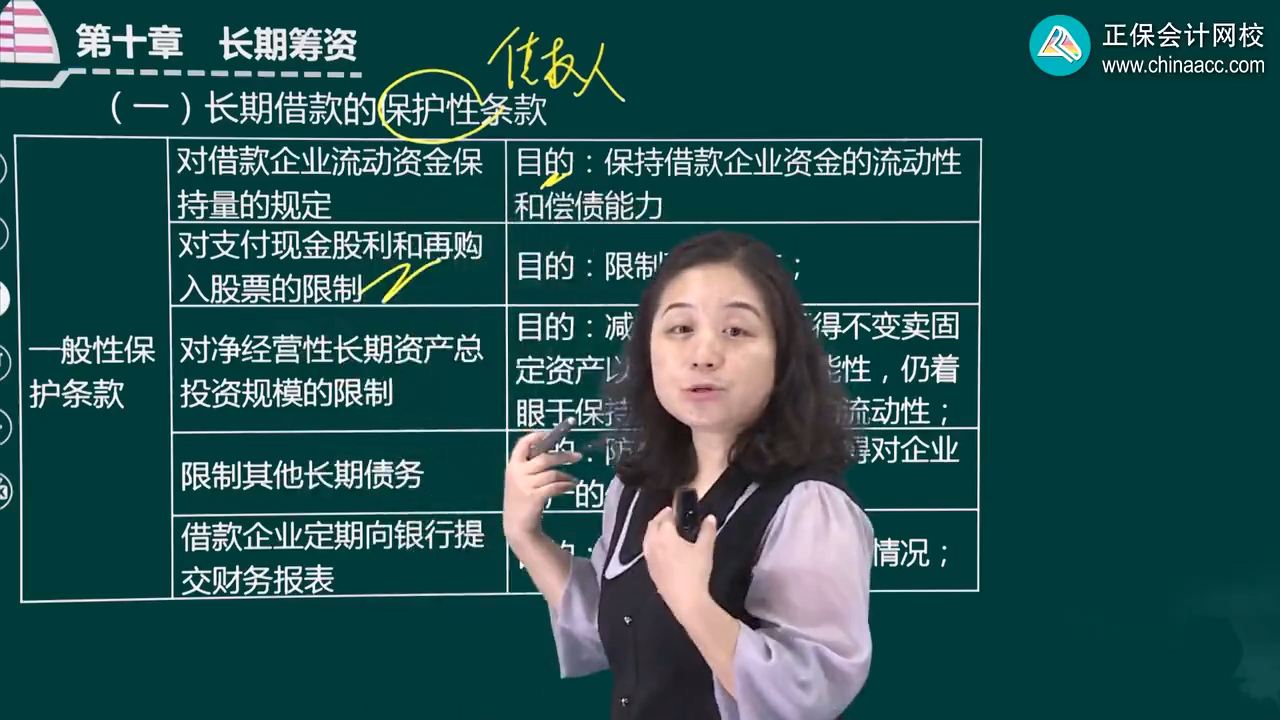 第十章 长期筹资
正保会计网校
www.chinaacc.com
债权人
（一）长期借款的保护性条款
一般性保
护条款
对借款企业流动资金保
持量的规定
目的：保持借款企业资金的流动性
和偿债能力
对支付现金股利和再购
入股票的限制
目的：限制
；
对净经营性长期资产总
投资规模的限制
目的：减
得不变卖固
定资产以
能性，仍着
眼于保持
流动性；
限制其他长期债务
的：防
得对企业
产的
借款企业定期向银行提
交财务报表
的：
情况；